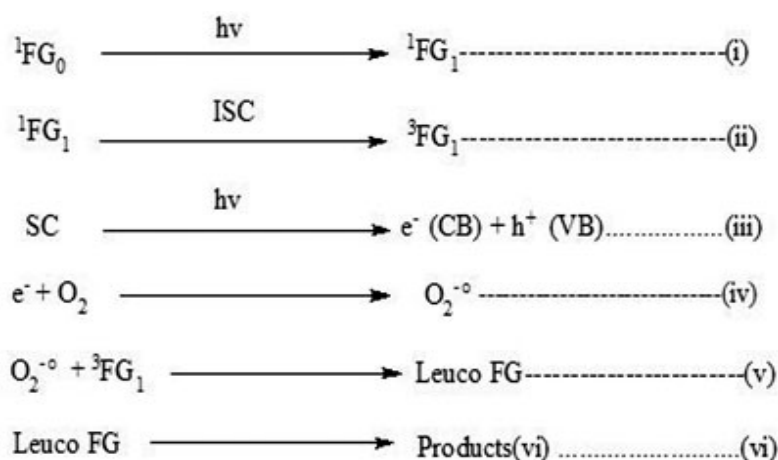 hv
¹FG₀ ¹FG₁--------------------------(i)
ISC
¹FG₁ ³FG₁--------------------------(ii)
hv
SC e⁻ (CB) + h⁺ (VB)................(iii)
e⁻ + O₂ O₂⁻°-------------------------(iv)
O₂⁻° + ³FG₁ Leuco FG---------------------(v)
Leuco FG Products(vi) ......................(vi)